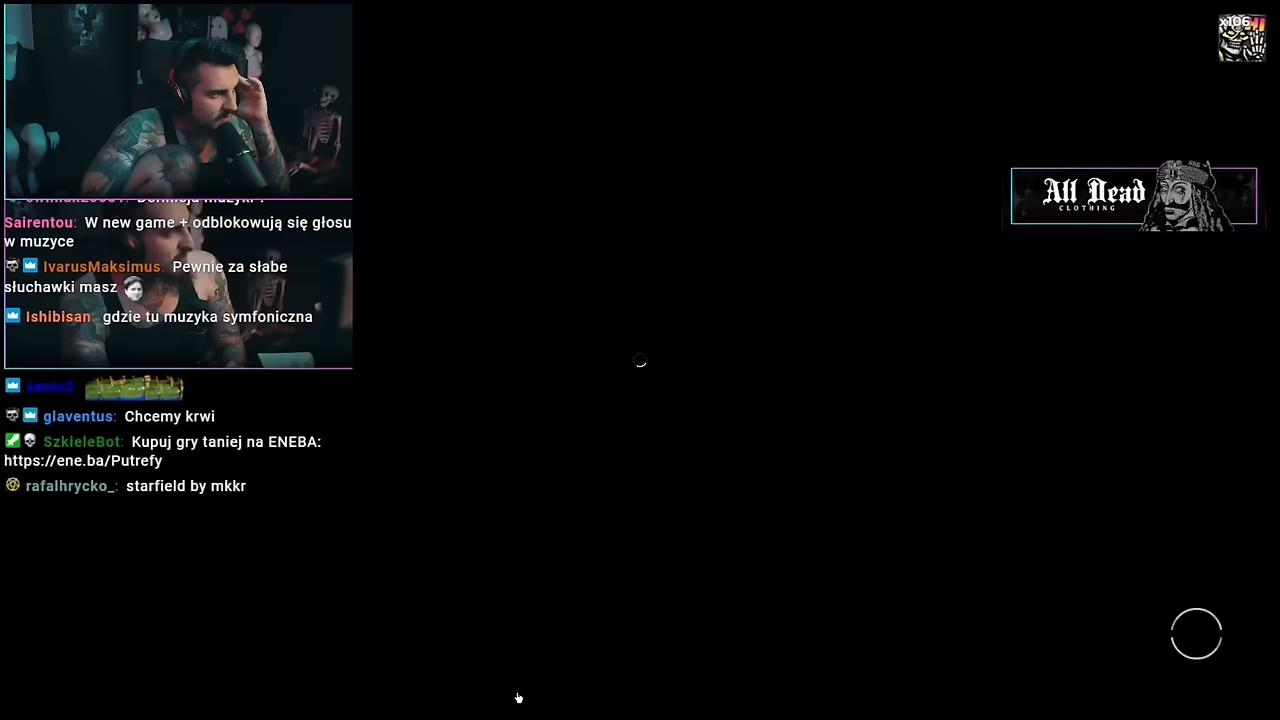 x106
All Dead
CLOTHING
Sairentou: W new game + odblokowują się głosu
w muzyce
IvarusMaksimus: Pewnie za słabe
słuchawki masz
Ishibisan: gdzie tu muzyka symfoniczna
glaventus: Chcemy krwi
SzkieleBot: Kupuj gry taniej na ENEBA:
https://ene.ba/Putrefy
rafalhrycko_: starfield by mkkr